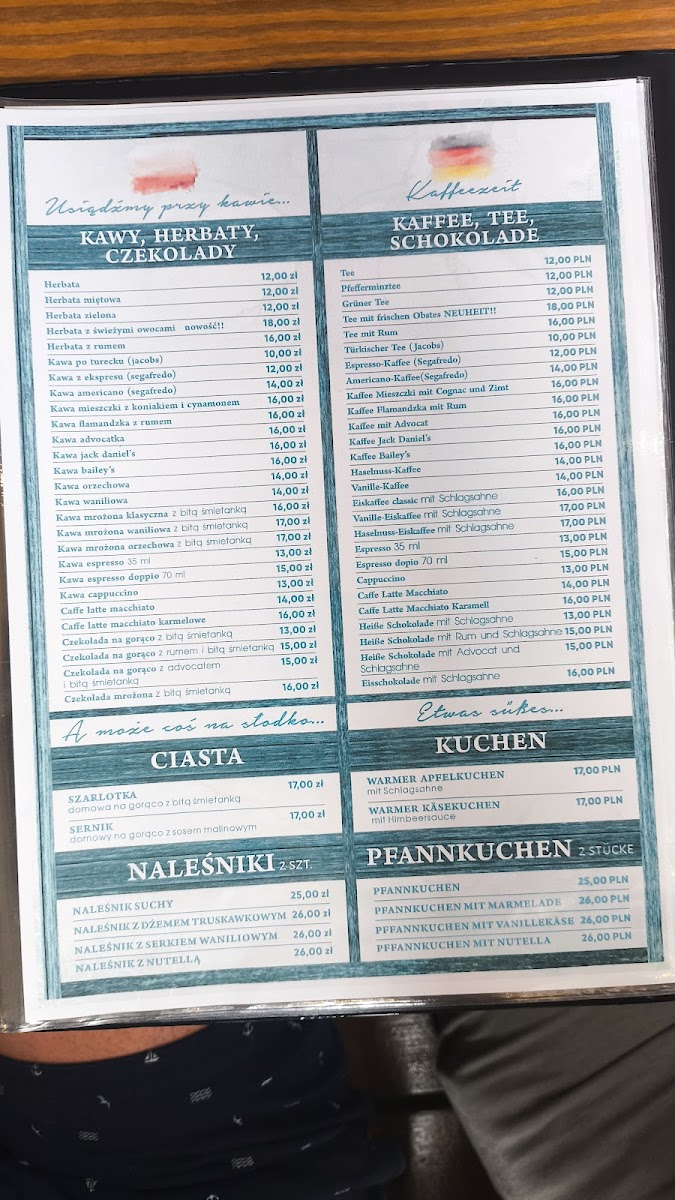 Usiądźmy przy kawie...
KAWY, HERBATY,
CZEKOLADY
Herbata 12,00 zł
Herbata miętowa 12,00 zł
Herbata zielona 12,00 zł
Herbata z świeżymi owocami nowość!! 18,00 zł
Herbata z rumem 16,00 zł
Kawa po turecku (jacobs) 10,00 zł
Kawa z ekspresu (segafredo) 12,00 zł
Kawa americano (segafredo) 14,00 zł
Kawa mieszczki z koniakiem i cynamonem 16,00 zł
Kawa flamandzka z rumem 16,00 zł
Kawa advocatka 16,00 zł
Kawa jack daniel's 16,00 zł
Kawa bailey's 16,00 zł
Kawa orzechowa 14,00 zł
Kawa waniliowa 14,00 zł
Kawa mrożona klasyczna z bitą śmietanką 16,00 zł
Kawa mrożona waniliowa z bitą śmietanką 17,00 zł
Kawa mrożona orzechowa z bitą śmietanką 17,00 zł
Kawa espresso 35 ml 13,00 zł
Kawa espresso doppio 70 ml 15,00 zł
Kawa cappuccino 13,00 zł
Caffe latte macchiato 14,00 zł
Caffe latte macchiato karmelowe 16,00 zł
Czekolada na gorąco z bitą śmietanką 13,00 zł
Czekolada na gorąco z rumem i bitą śmietanką 15,00 zł
Czekolada na gorąco z advocatem 15,00 zł
i bitą śmietanką
Czekolada mrożona z bitą śmietanką 16,00 zł
A może coś na słodko...
CIASTA
SZARLOTKA 17,00 zł
domowa na gorąco z bitą śmietanką
SERNIK 17,00 zł
domowy na gorąco z sosem malinowym
NALEŚNIKI 2 SZT.
NALEŚNIK SUCHY 25,00 zł
NALEŚNIK Z DŻEMEM TRUSKAWKOWYM 26,00 zł
NALEŚNIK Z SERKIEM WANILIOWYM 26,00 zł
NALEŚNIK Z NUTELLĄ 26,00 zł
Kaffeezeit
KAFFEE, TEE,
SCHOKOLADE
Tee 12,00 PLN
Pfefferminztee 12,00 PLN
Grüner Tee 12,00 PLN
Tee mit frischen Obates NEUHEIT!! 18,00 PLN
Tee mit Rum 16,00 PLN
Türkischer Tee (Jacobs) 10,00 PLN
Espresso-Kaffee (Segafredo) 12,00 PLN
Americano-Kaffee(Segafredo) 14,00 PLN
Kaffee Mieszczki mit Cognac und Zimt 16,00 PLN
Kaffee Flamandzka mit Rum 16,00 PLN
Kaffee mit Advocat 16,00 PLN
Kaffee Jack Daniel's 16,00 PLN
Kaffee Bailey's 16,00 PLN
Haselnuss-Kaffee 14,00 PLN
Vanille-Kaffee 14,00 PLN
Eiskaffee classic mit Schlagsahne 16,00 PLN
Vanille-Eiskaffee mit Schlagsahne 17,00 PLN
Haselnuss-Eiskaffee mit Schlagsahne 17,00 PLN
Espresso 35 ml 13,00 PLN
Espresso dopio 70 ml 15,00 PLN
Cappuccino 13,00 PLN
Caffe Latte Macchiato 14,00 PLN
Caffe Latte Macchiato Karamell 16,00 PLN
Heiße Schokolade mit Schlagsahne 13,00 PLN
Heiße Schokolade mit Rum und Schlagsahne 15,00 PLN
Heiße Schokolade mit Advocat und 15,00 PLN
Schlagsahne
Eisschokolade mit Schlagsahne 16,00 PLN
Etwas süßes...
KUCHEN
WARMER APFELKUCHEN 17,00 PLN
mit Schlagsahne
WARMER KÄSEKUCHEN 17,00 PLN
mit Himbeersauce
PFANNKUCHEN 2 STÜCKE
PFANNKUCHEN 25,00 PLN
PFANNKUCHEN MIT MARMELADE 26,00 PLN
PFFANNKUCHEN MIT VANILLEKÄSE 26,00 PLN
PFFANNKUCHEN MIT NUTELLA 26,00 PLN